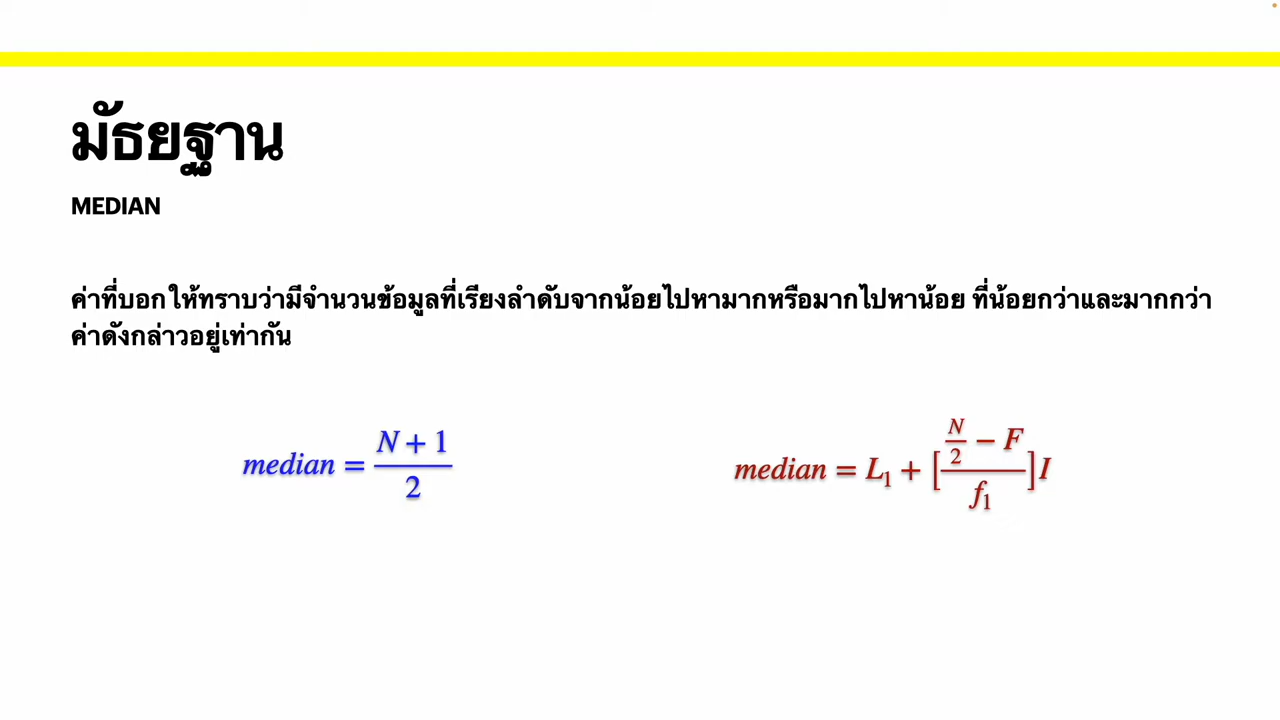 มัธยฐาน
MEDIAN
ค่าที่บอกให้ทราบว่ามีจำนวนข้อมูลที่เรียงลำดับจากน้อยไปหามากหรือมากไปหาน้อย ที่น้อยกว่าและมากกว่า
ค่าดังกล่าวอยู่เท่ากัน
median = \frac{N + 1}{2}
median = L_1 + [\frac{\frac{N}{2} - F}{f_1}]I